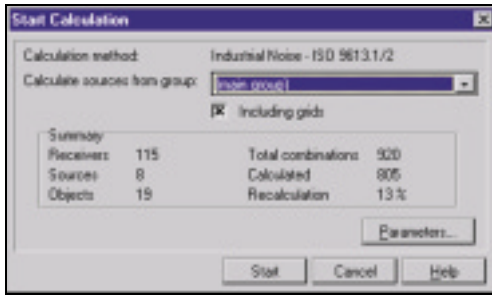 Start Calculation
Calculation method: Industrial Noise - ISO 9613.1/2
Calculate sources from group: [main group]
Including grids
Summary
Receivers 115 Total combinations 920
Sources 8 Calculated 805
Objects 19 Recalculation 13 %
Parameters...
Start Cancel Help